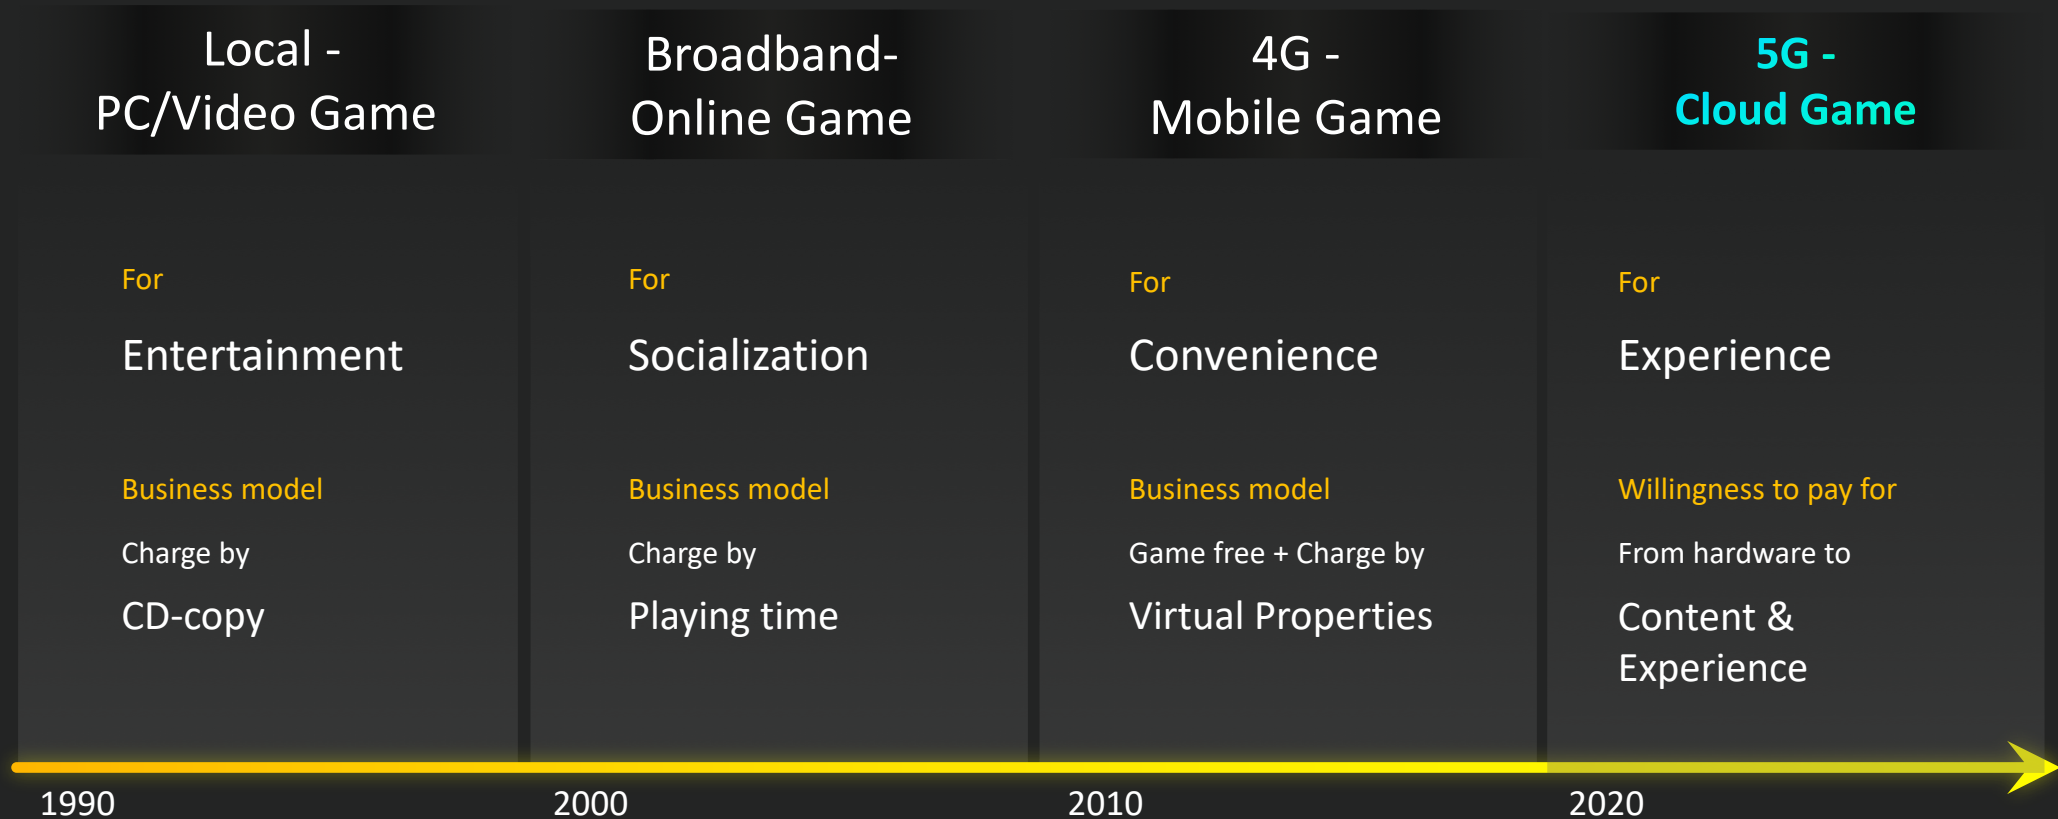 Local -
PC/Video Game
For
Entertainment
Business model
Charge by
CD-copy
Broadband-
Online Game
For
Socialization
Business model
Charge by
Playing time
4G -
Mobile Game
For
Convenience
Business model
Game free + Charge by
Virtual Properties
5G -
Cloud Game
For
Experience
Willingness to pay for
From hardware to
Content &
Experience
1990
2000
2010
2020